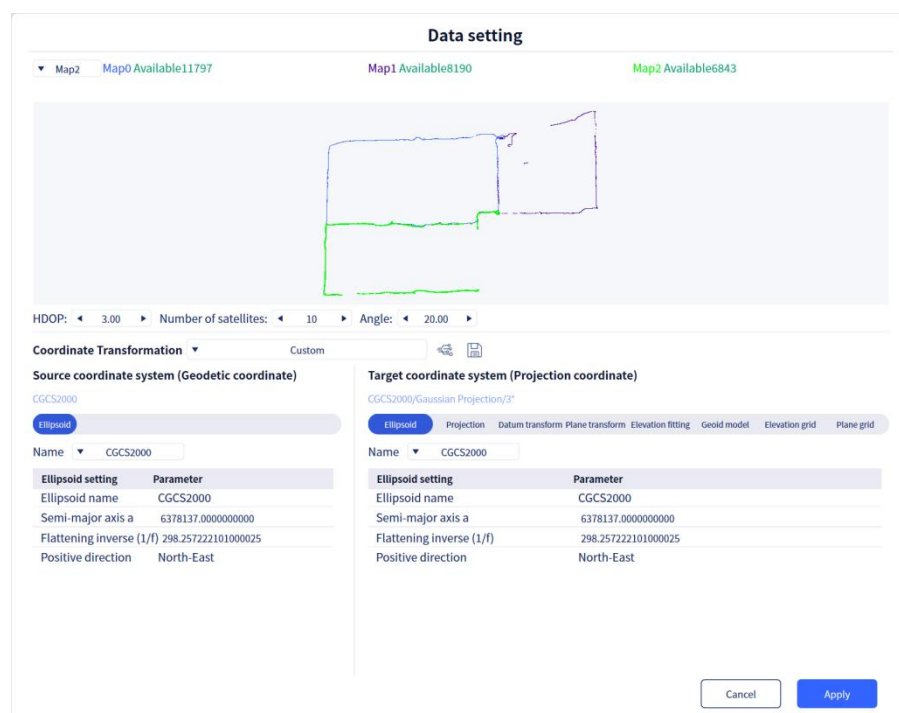 Data setting
Map2 Map0 Available11797 Map1 Available8190 Map2 Available6843
HDOP: 3.00 Number of satellites: 10 Angle: 20.00
Coordinate Transformation Custom
Source coordinate system (Geodetic coordinate)
CGCS2000
Ellipsoid
Name CGCS2000
Ellipsoid setting Parameter
Ellipsoid name CGCS2000
Semi-major axis a 6378137.0000000000
Flattening inverse (1/f) 298.257222101000025
Positive direction North-East
Target coordinate system (Projection coordinate)
CGCS2000/Gaussian Projection/3°
Ellipsoid Projection Datum transform Plane transform Elevation fitting Geoid model Elevation grid Plane grid
Name CGCS2000
Ellipsoid setting Parameter
Ellipsoid name CGCS2000
Semi-major axis a 6378137.0000000000
Flattening inverse (1/f) 298.257222101000025
Positive direction North-East
Cancel Apply